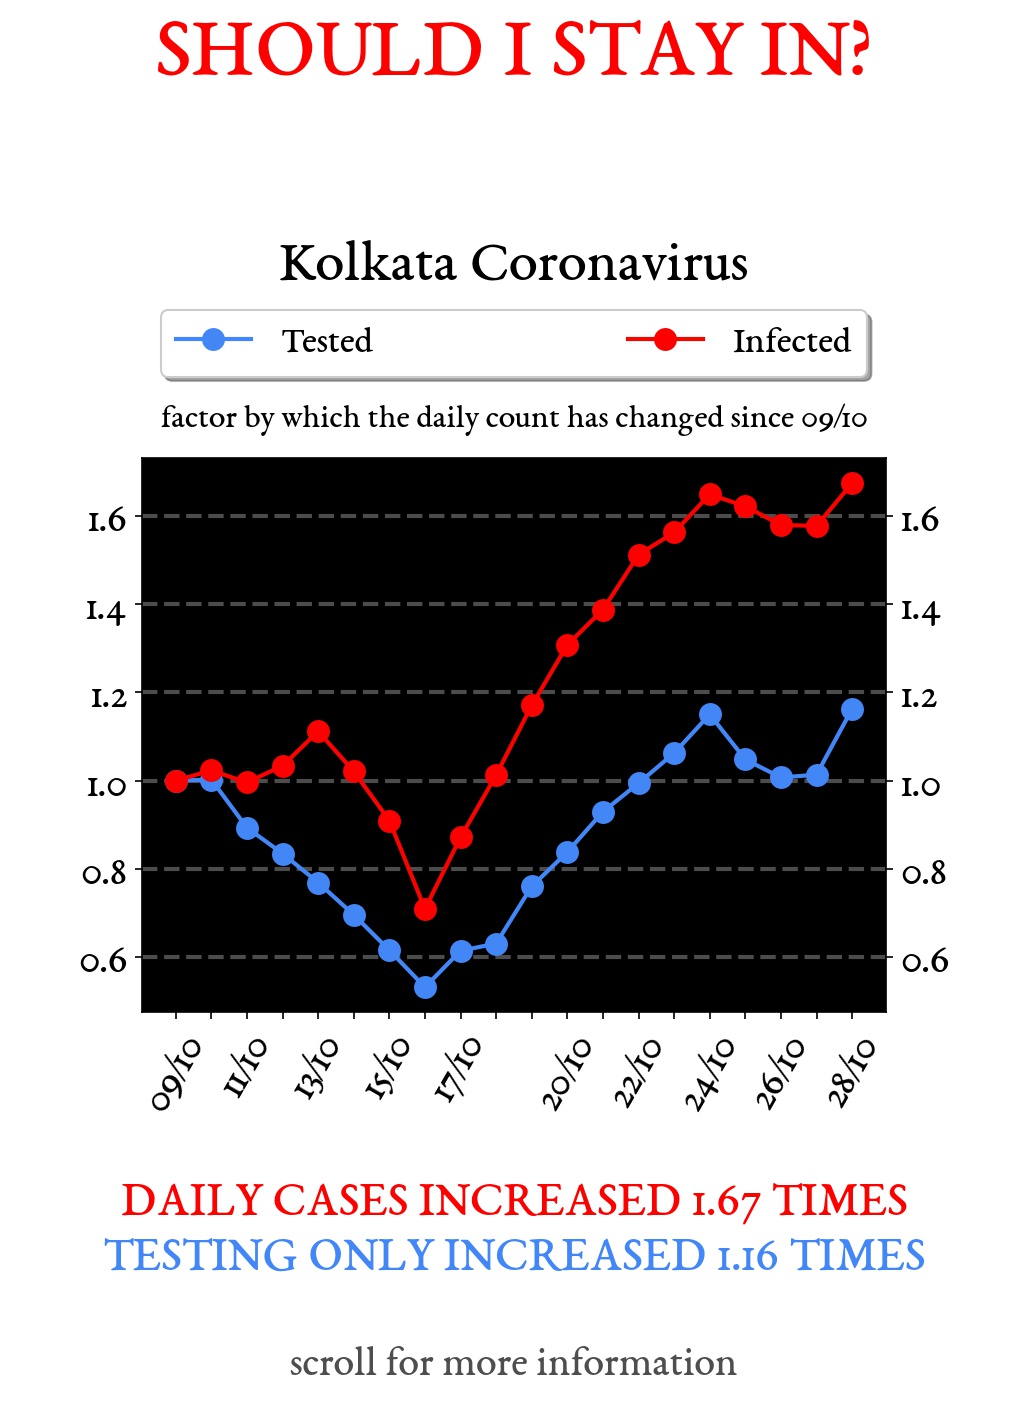 SHOULD I STAY IN?
Kolkata Coronavirus
Tested Infected
factor by which the daily count has changed since 09/10
1.6 1.6
1.4 1.4
1.2 1.2
1.0 1.0
0.8 0.8
0.6 0.6
09/10 11/10 13/10 15/10 17/10 20/10 22/10 24/10 26/10 28/10
DAILY CASES INCREASED 1.67 TIMES
TESTING ONLY INCREASED 1.16 TIMES
scroll for more information